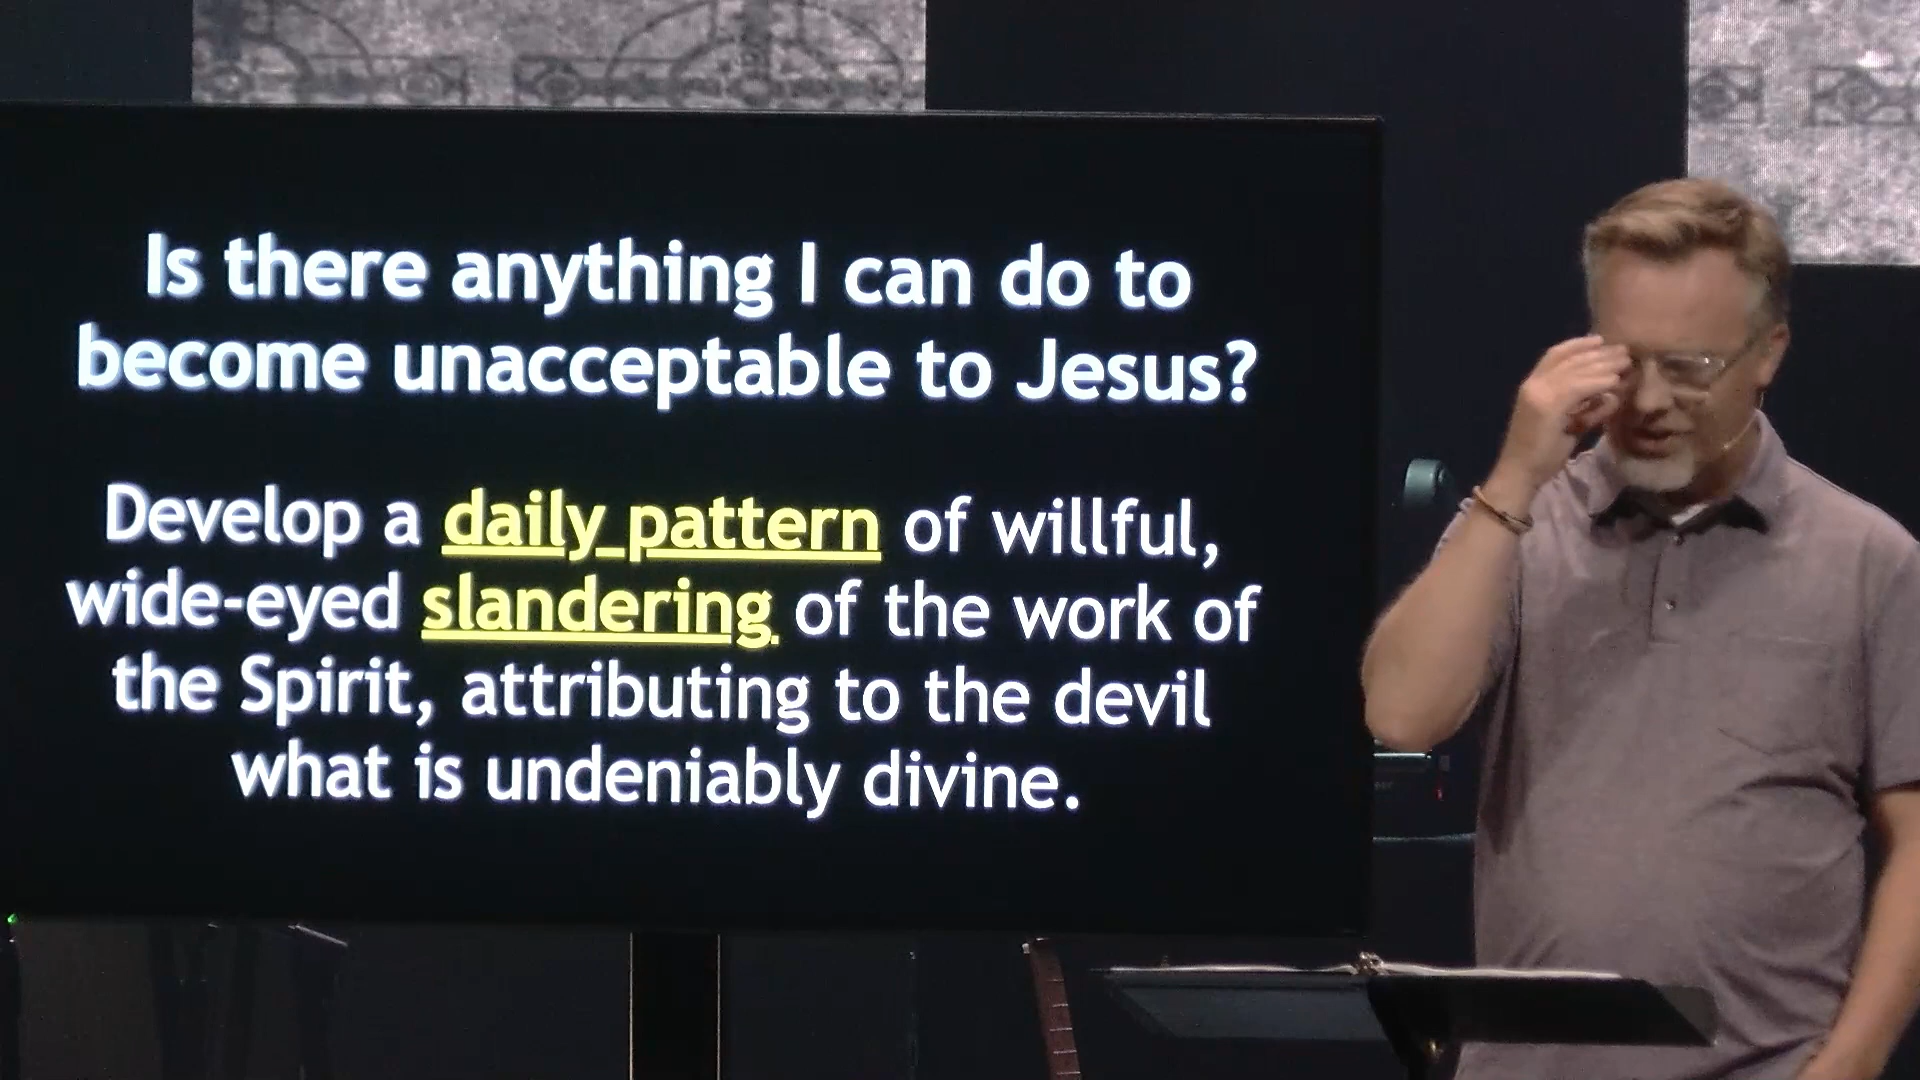 Is there anything I can do to
become unacceptable to Jesus?
Develop a daily pattern of willful,
wide-eyed slandering of the work of
the Spirit, attributing to the devil
what is undeniably divine.